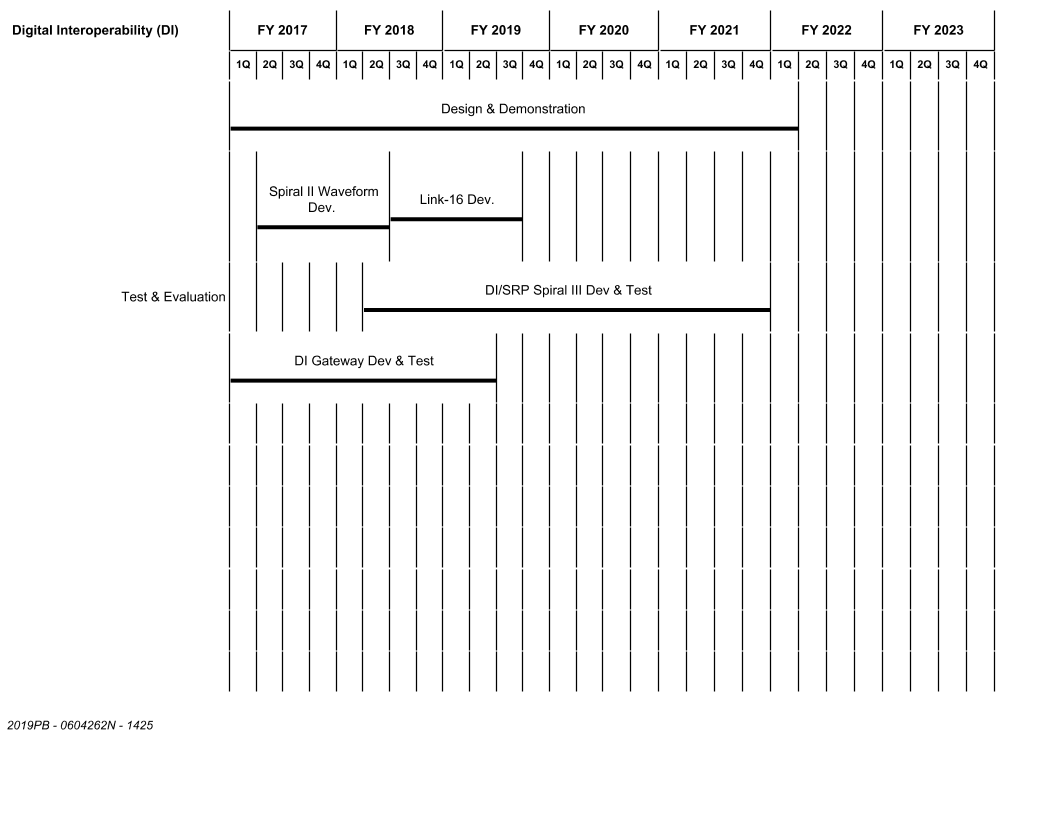 Digital Interoperability (DI)
FY 2017 FY 2018 FY 2019 FY 2020 FY 2021 FY 2022 FY 2023
1Q 2Q 3Q 4Q 1Q 2Q 3Q 4Q 1Q 2Q 3Q 4Q 1Q 2Q 3Q 4Q 1Q 2Q 3Q 4Q 1Q 2Q 3Q 4Q 1Q 2Q 3Q 4Q
Design & Demonstration
Spiral II Waveform
Dev.
Link-16 Dev.
Test & Evaluation
DI/SRP Spiral III Dev & Test
DI Gateway Dev & Test
2019PB - 0604262N - 1425